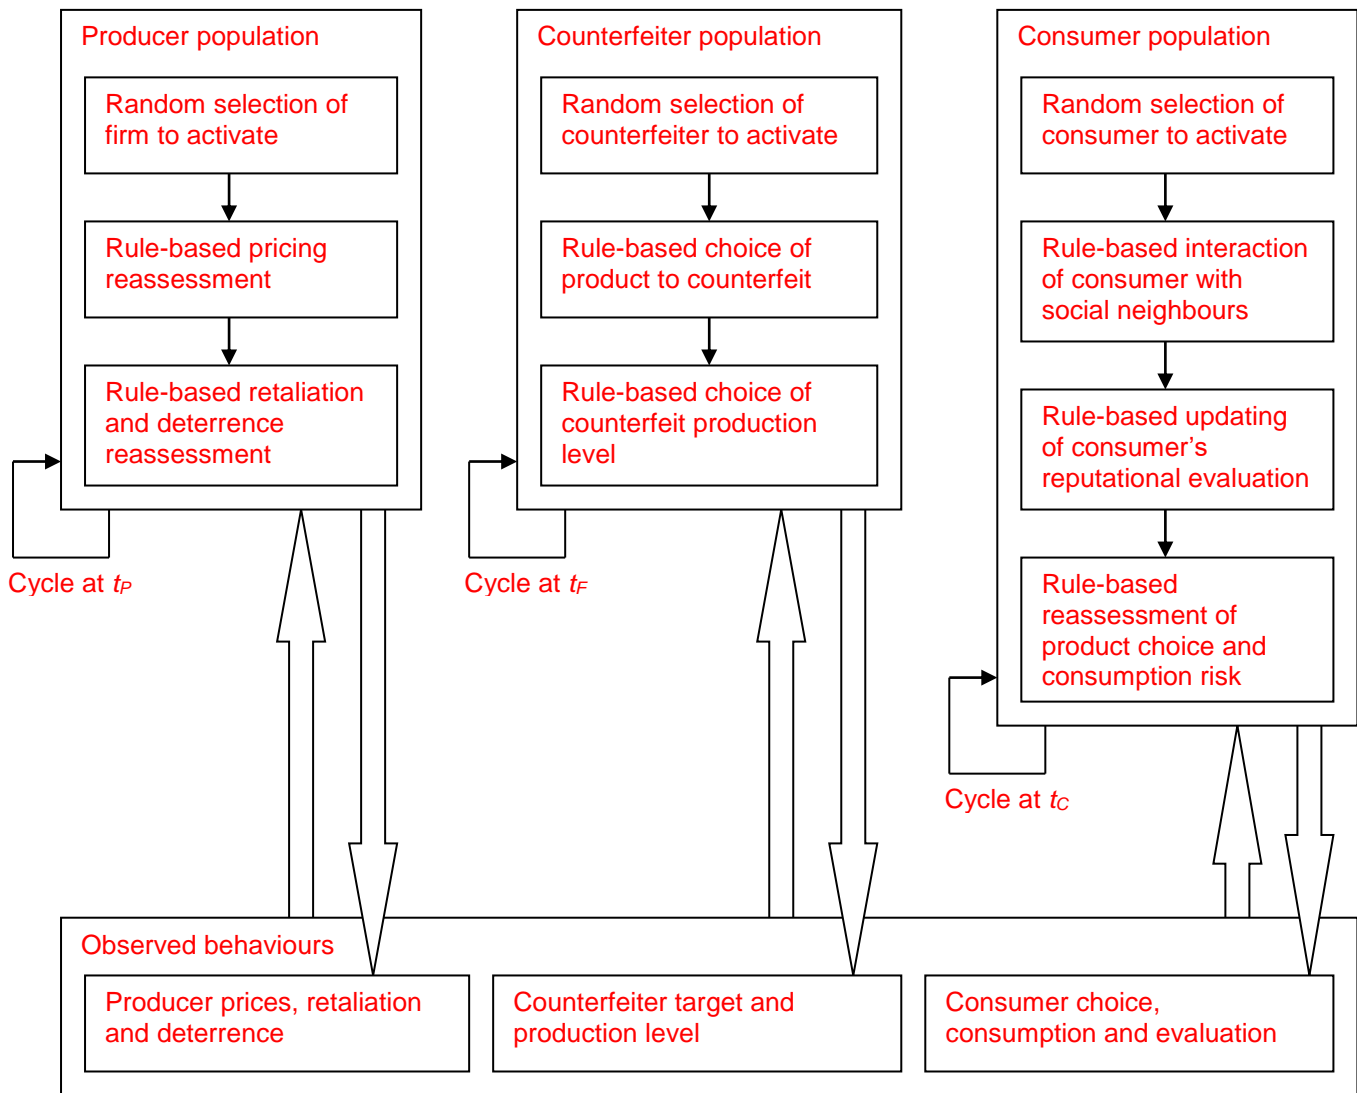 Producer population
Random selection of
firm to activate
Rule-based pricing
reassessment
Rule-based retaliation
and deterrence
reassessment
Cycle at tP
Counterfeiter population
Random selection of
counterfeiter to activate
Rule-based choice of
product to counterfeit
Rule-based choice of
counterfeit production
level
Cycle at tF
Consumer population
Random selection of
consumer to activate
Rule-based interaction
of consumer with
social neighbours
Rule-based updating
of consumer’s
reputational evaluation
Rule-based
reassessment of
product choice and
consumption risk
Cycle at tC
Observed behaviours
Producer prices, retaliation
and deterrence
Counterfeiter target and
production level
Consumer choice,
consumption and evaluation